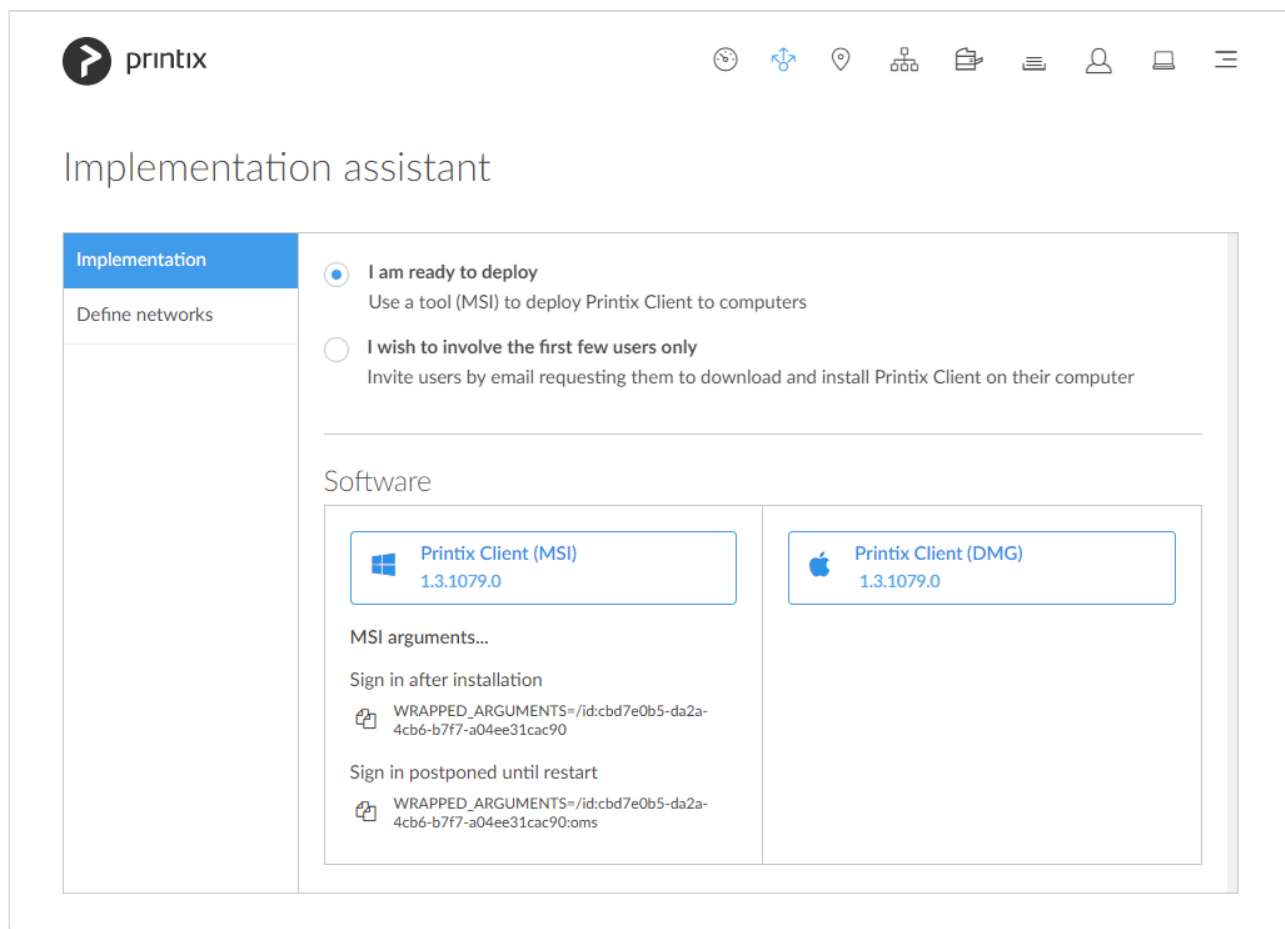 printix
Implementation assistant
Implementation
Define networks
I am ready to deploy
Use a tool (MSI) to deploy Printix Client to computers
I wish to involve the first few users only
Invite users by email requesting them to download and install Printix Client on their computer
Software
Printix Client (MSI)
1.3.1079.0
MSI arguments...
Sign in after installation
WRAPPED_ARGUMENTS=/id:cbd7e0b5-da2a-
4cb6-b7f7-a04ee31cac90
Sign in postponed until restart
WRAPPED_ARGUMENTS=/id:cbd7e0b5-da2a-
4cb6-b7f7-a04ee31cac90:oms
Printix Client (DMG)
1.3.1079.0